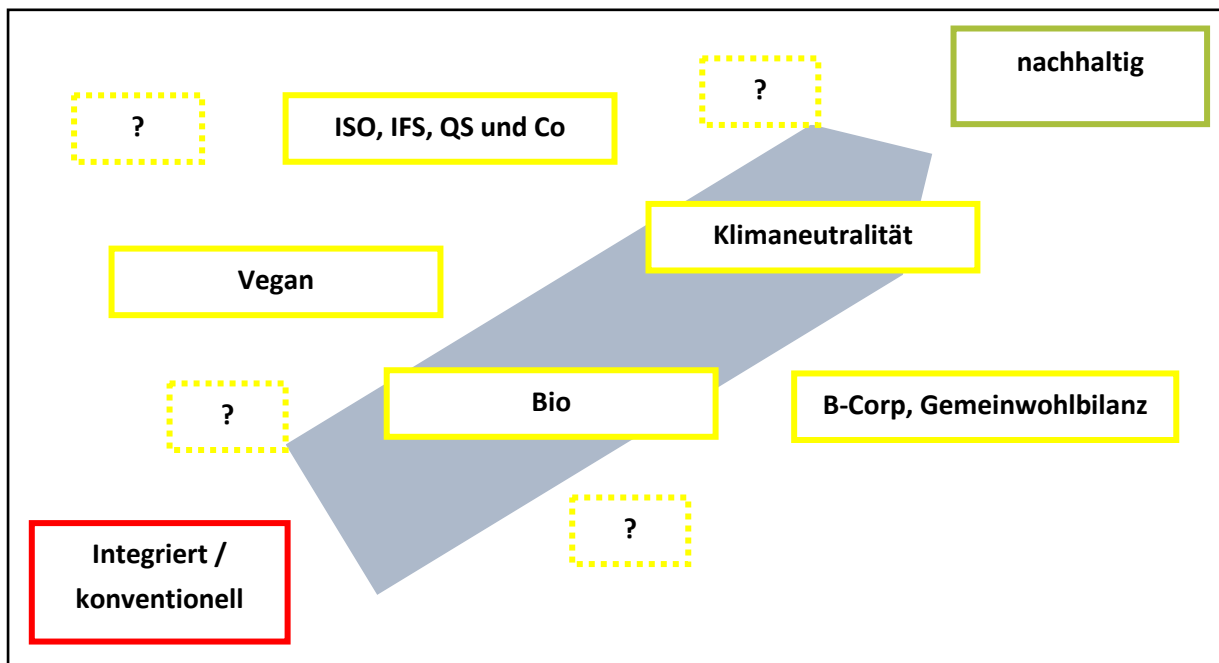 nachhaltig
?
?
ISO, IFS, QS und Co
Klimaneutralität
Vegan
Bio
B-Corp, Gemeinwohlbilanz
?
?
Integriert /
konventionell